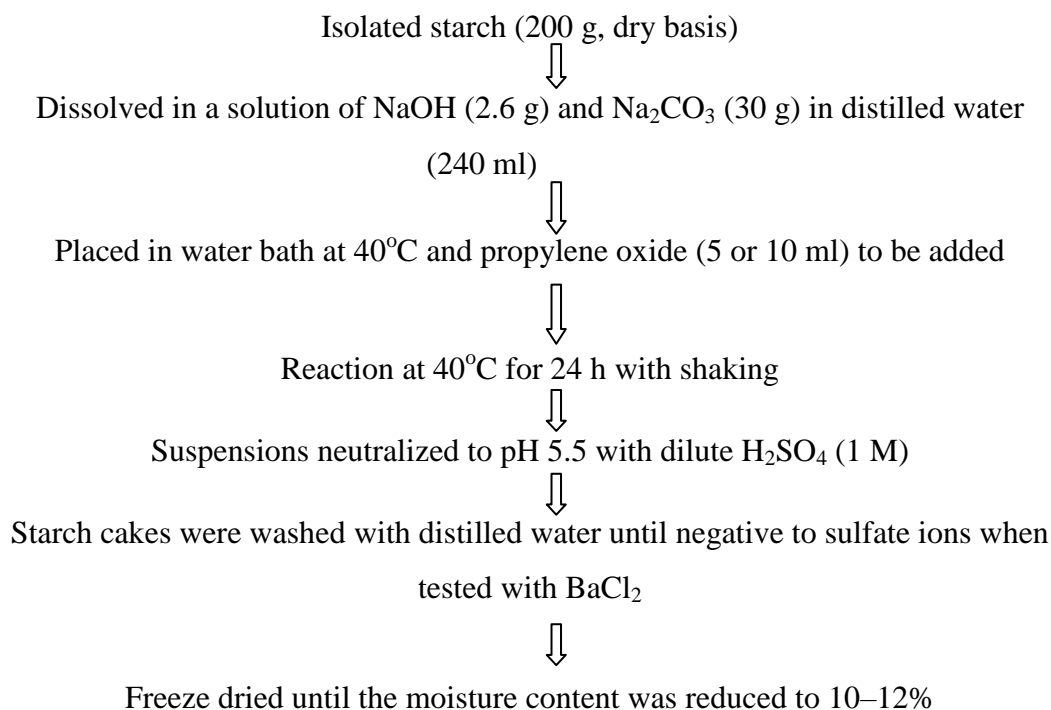 Isolated starch (200 g, dry basis)
Dissolved in a solution of NaOH (2.6 g) and Na₂CO₃ (30 g) in distilled water
(240 ml)
Placed in water bath at 40°C and propylene oxide (5 or 10 ml) to be added
Reaction at 40°C for 24 h with shaking
Suspensions neutralized to pH 5.5 with dilute H₂SO₄ (1 M)
Starch cakes were washed with distilled water until negative to sulfate ions when
tested with BaCl₂
Freeze dried until the moisture content was reduced to 10–12%